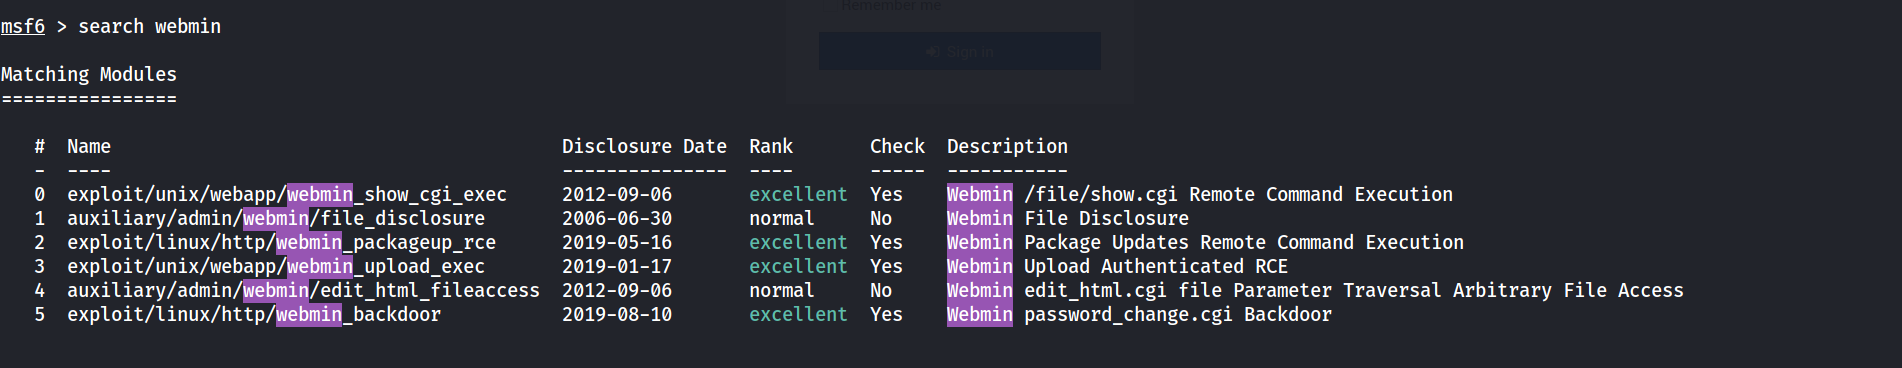 Remember me
msf6 > search webmin
Sign in
Matching Modules
================
# Name Disclosure Date Rank Check Description
- ---- --------------- ---- ----- -----------
0 exploit/unix/webapp/webmin_show_cgi_exec 2012-09-06 excellent Yes Webmin /file/show.cgi Remote Command Execution
1 auxiliary/admin/webmin/file_disclosure 2006-06-30 normal No Webmin File Disclosure
2 exploit/linux/http/webmin_packageup_rce 2019-05-16 excellent Yes Webmin Package Updates Remote Command Execution
3 exploit/unix/webapp/webmin_upload_exec 2019-01-17 excellent Yes Webmin Upload Authenticated RCE
4 auxiliary/admin/webmin/edit_html_fileaccess 2012-09-06 normal No Webmin edit_html.cgi file Parameter Traversal Arbitrary File Access
5 exploit/linux/http/webmin_backdoor 2019-08-10 excellent Yes Webmin password_change.cgi Backdoor